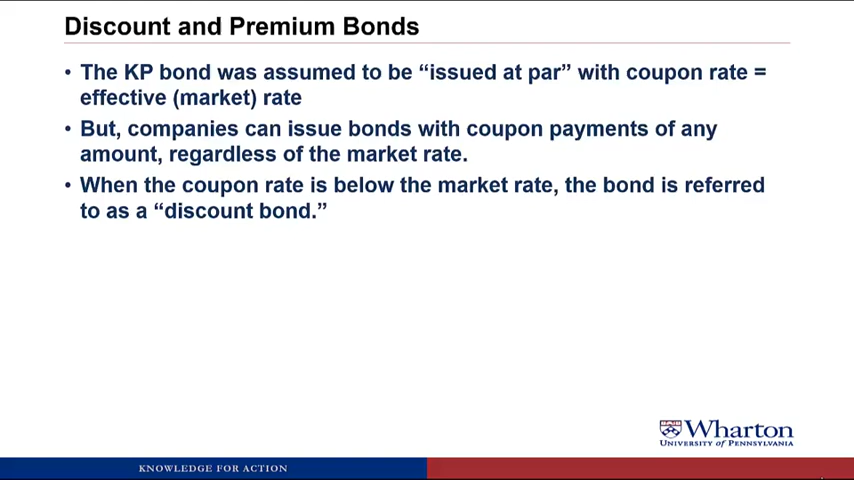 Discount and Premium Bonds
• The KP bond was assumed to be “issued at par” with coupon rate =
effective (market) rate
• But, companies can issue bonds with coupon payments of any
amount, regardless of the market rate.
• When the coupon rate is below the market rate, the bond is referred
to as a “discount bond.”
Wharton
UNIVERSITY OF PENNSYLVANIA
KNOWLEDGE FOR ACTION